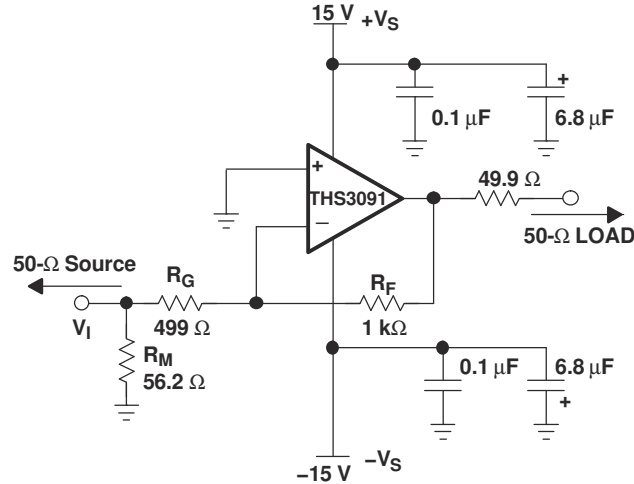 15 V
+VS
+
0.1 µF
6.8 µF
+
THS3091
−
49.9 Ω
50-Ω LOAD
50-Ω Source
RG
RF
VI
499 Ω
1 kΩ
RM
56.2 Ω
0.1 µF
6.8 µF
+
−15 V
−VS